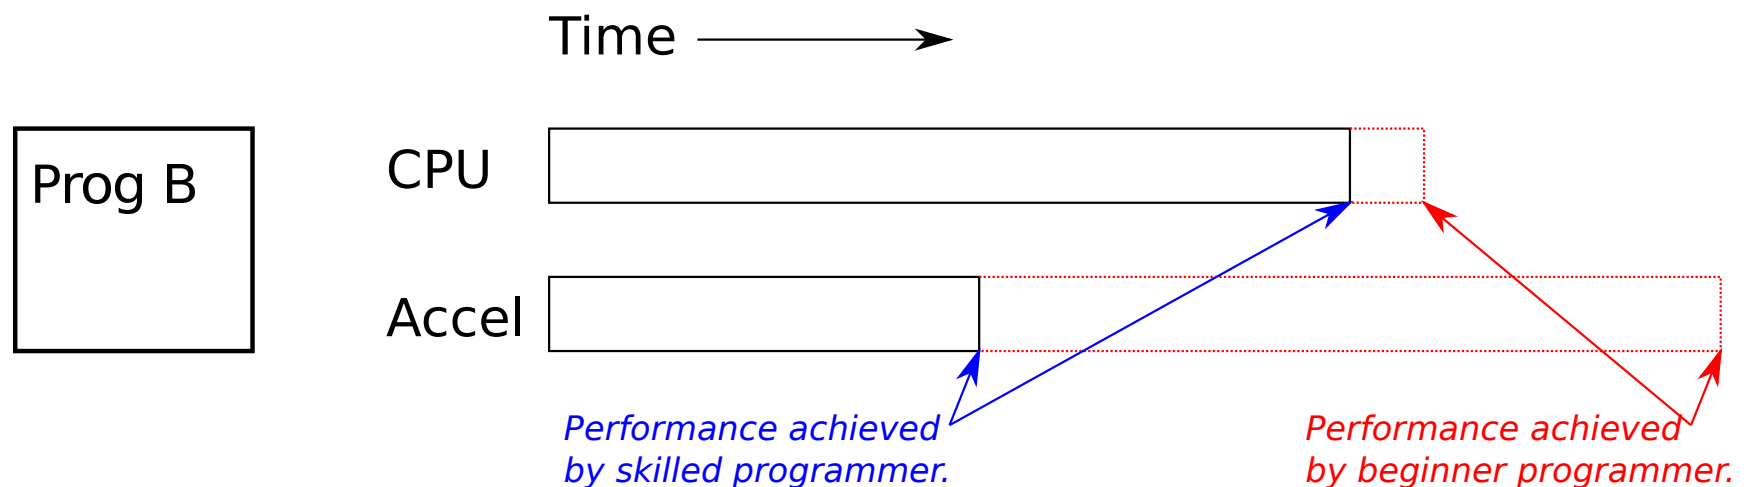 Time
Prog B
CPU
Accel
Performance achieved
by skilled programmer.
Performance achieved
by beginner programmer.